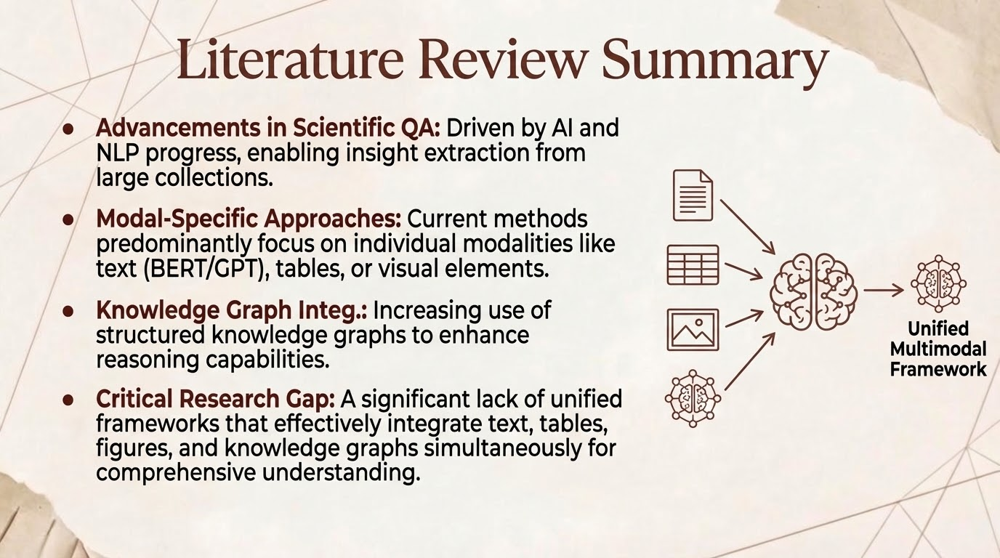 Literature Review Summary
• Advancements in Scientific QA: Driven by AI and
NLP progress, enabling insight extraction from
large collections.
• Modal-Specific Approaches: Current methods
predominantly focus on individual modalities like
text (BERT/GPT), tables, or visual elements.
• Knowledge Graph Integ.: Increasing use of
structured knowledge graphs to enhance
reasoning capabilities.
• Critical Research Gap: A significant lack of unified
frameworks that effectively integrate text, tables,
figures, and knowledge graphs simultaneously for
comprehensive understanding.
Unified
Multimodal
Framework